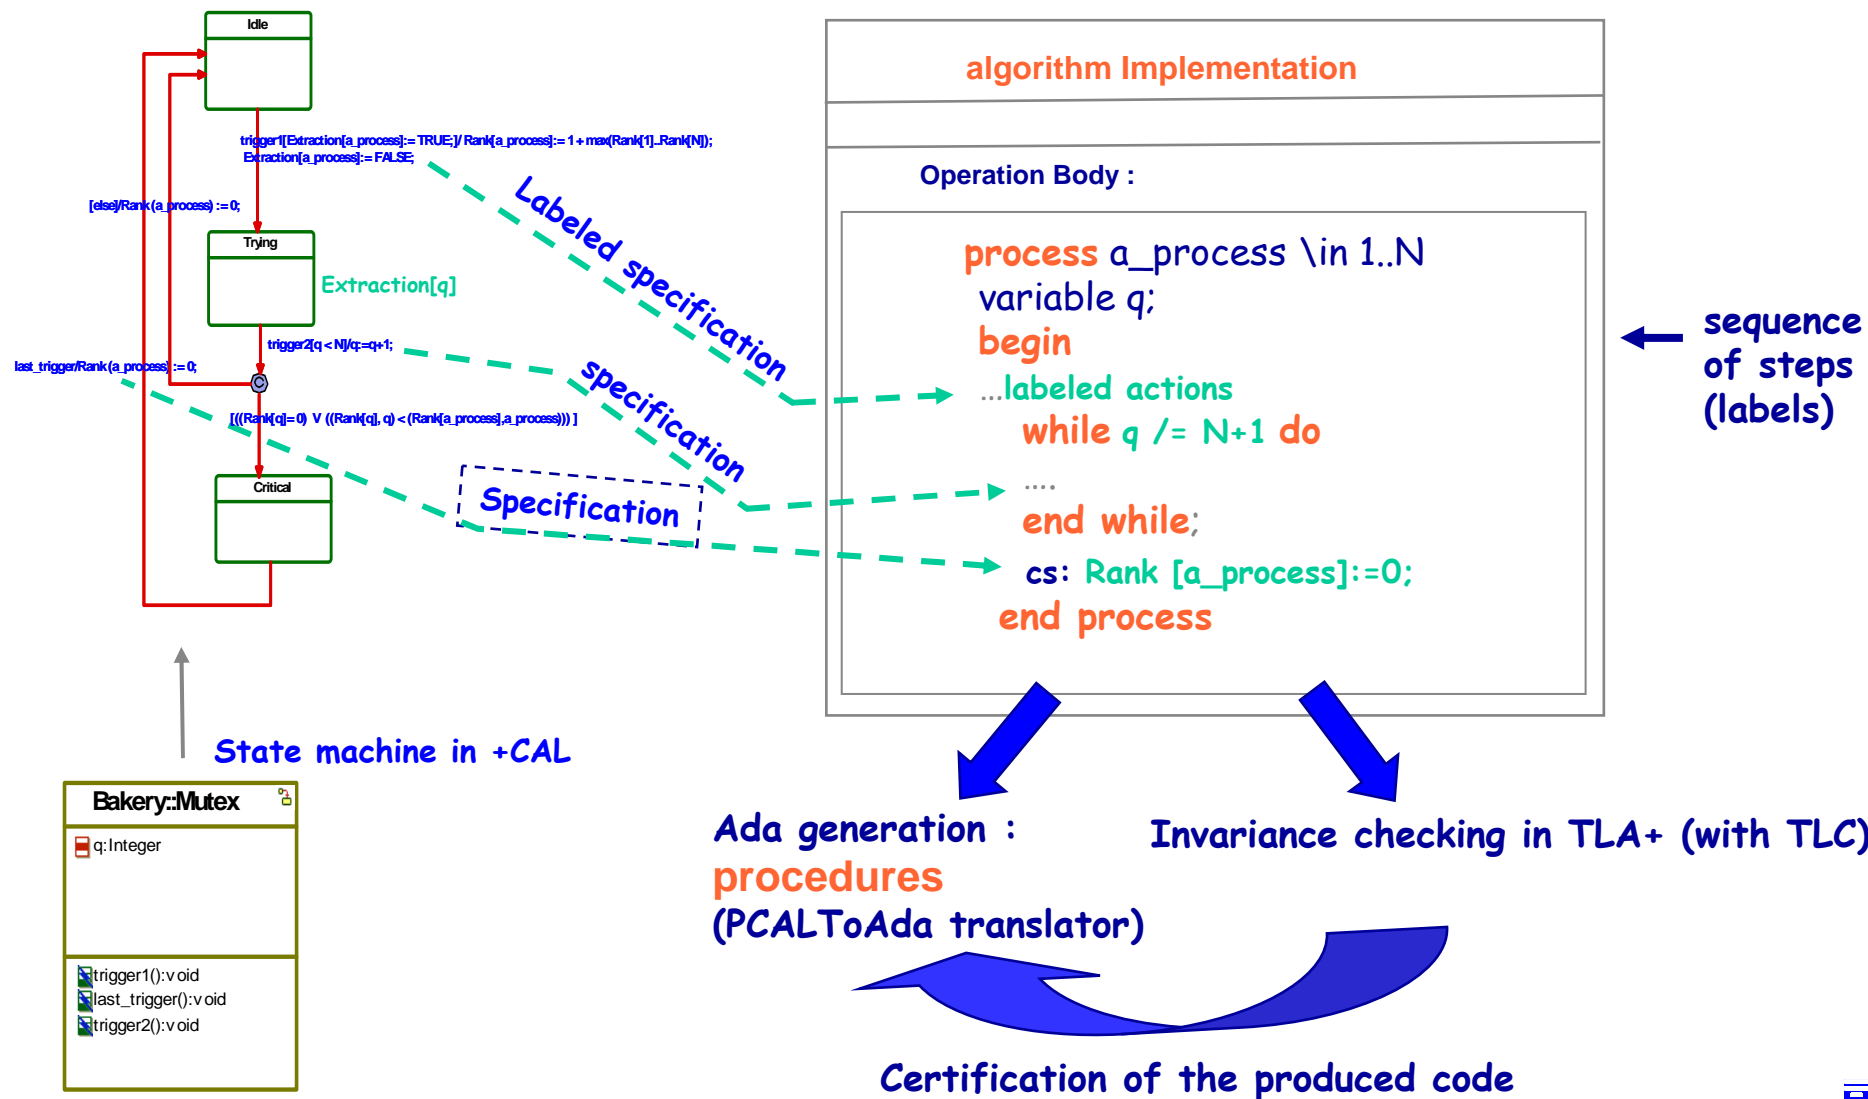 Idle
trigger1[Extraction[a_process]:= TRUE;]/ Rank[a_process]:= 1 + max(Rank[1]..Rank[N]);
Extraction[a_process]:= FALSE;
[else]/Rank (a_process) := 0;
Trying
Extraction[q]
trigger2[q < N]/q:=q+1;
last_trigger/Rank (a_process) := 0;
C
[((Rank[q]= 0) V ((Rank[q], q) < (Rank[a_process],a_process))) ]
Critical
Labeled specification
specification
Specification
State machine in +CAL
Bakery::Mutex
q:Integer
trigger1():void
last_trigger():void
trigger2():void
algorithm Implementation
Operation Body :
process a_process \in 1..N
variable q;
begin
...labeled actions
while q /= N+1 do
....
end while;
cs: Rank [a_process]:=0;
end process
sequence
of steps
(labels)
Ada generation :
procedures
(PCALToAda translator)
Invariance checking in TLA+ (with TLC)
Certification of the produced code